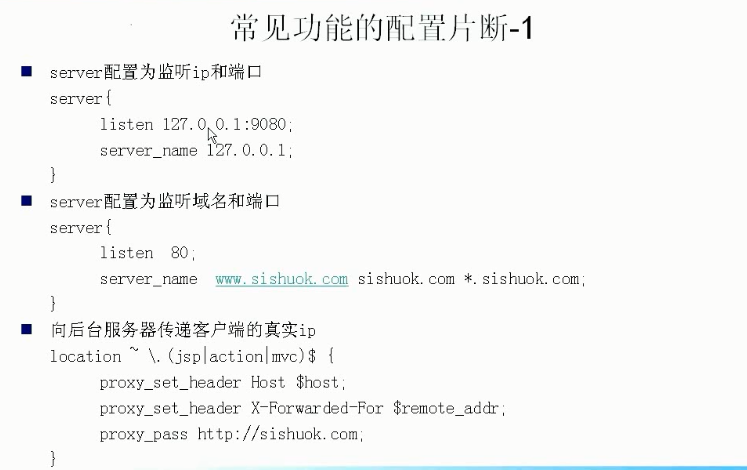 常见功能的配置片断-1
server配置为监听ip和端口
server{
listen 127.0.0.1:9080;
server_name 127.0.0.1;
}
server配置为监听域名和端口
server{
listen 80;
server_name www.sishuok.com sishuok.com *.sishuok.com;
}
向后台服务器传递客户端的真实ip
location ~ \.(jsp|action|mvc)$ {
proxy_set_header Host $host;
proxy_set_header X-Forwarded-For $remote_addr;
proxy_pass http://sishuok.com;
}